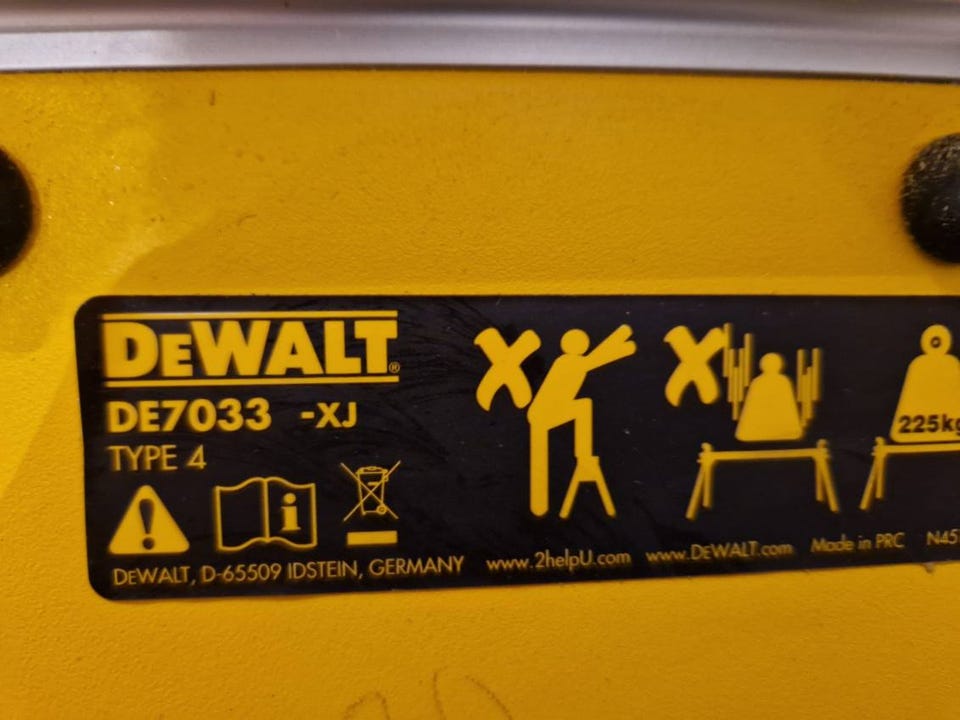 DEWALT®
DE7033 -XJ
TYPE 4
225kg
DEWALT, D-65509 IDSTEIN, GERMANY www.2helpU.com www.DEWALT.com Made in PRC N45